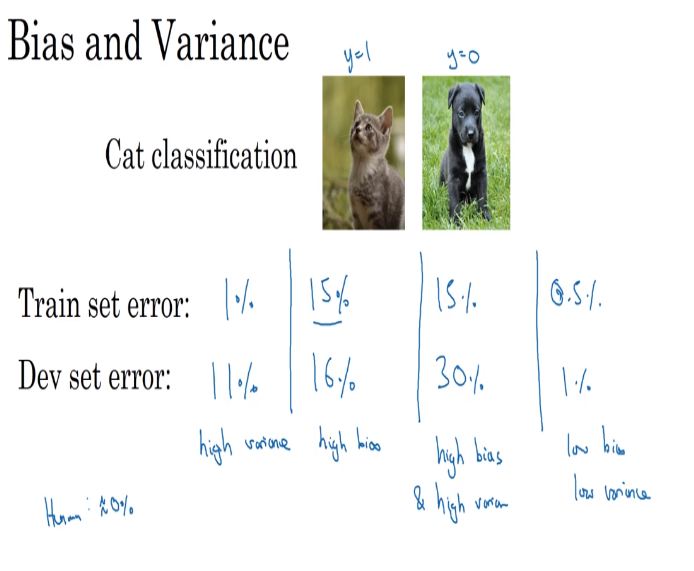 Bias and Variance
y=1 y=0
Cat classification
Train set error: 1% 15% 15% 0.5%
Dev set error: 11% 16% 30% 1%
high variance high bias high bias low bias
& high low variance
Human: ≈0%